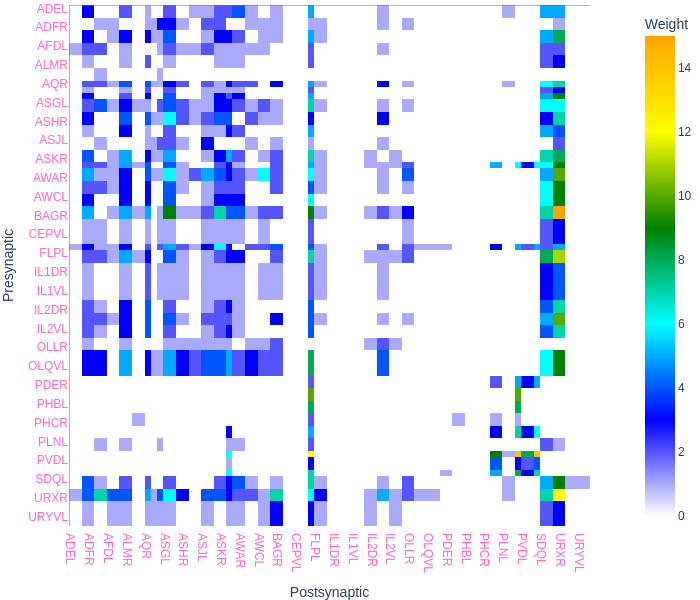 Weight
ADEL
ADFR
AFDL
ALMR
AQR
ASGL
ASHR
ASJL
ASKR
AWAR
AWCL
BAGR
CEPVL
FLPL
IL1DR
IL1VL
IL2DR
IL2VL
OLLR
OLQVL
PDER
PHBL
PHCR
PLNL
PVDL
SDQL
URXR
URYVL
Presynaptic
14
12
10
8
6
4
2
0
ADEL
ADFR
AFDL
ALMR
AQR
ASGL
ASHR
ASJL
ASKR
AWAR
AWCL
BAGR
CEPVL
FLPL
IL1DR
IL1VL
IL2DR
IL2VL
OLLR
OLQVL
PDER
PHBL
PHCR
PLNL
PVDL
SDQL
URXR
URYVL
Postsynaptic